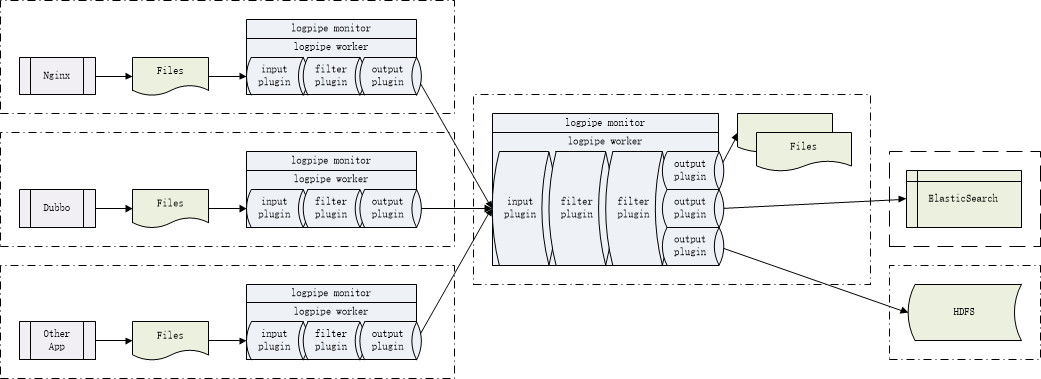 logpipe monitor
logpipe worker
Nginx
Files
input
plugin
filter
plugin
output
plugin
logpipe monitor
logpipe worker
Dubbo
Files
input
plugin
filter
plugin
output
plugin
logpipe monitor
logpipe worker
Other
App
Files
input
plugin
filter
plugin
output
plugin
logpipe monitor
logpipe worker
input
plugin
filter
plugin
filter
plugin
output
plugin
output
plugin
output
plugin
Files
ElasticSearch
HDFS